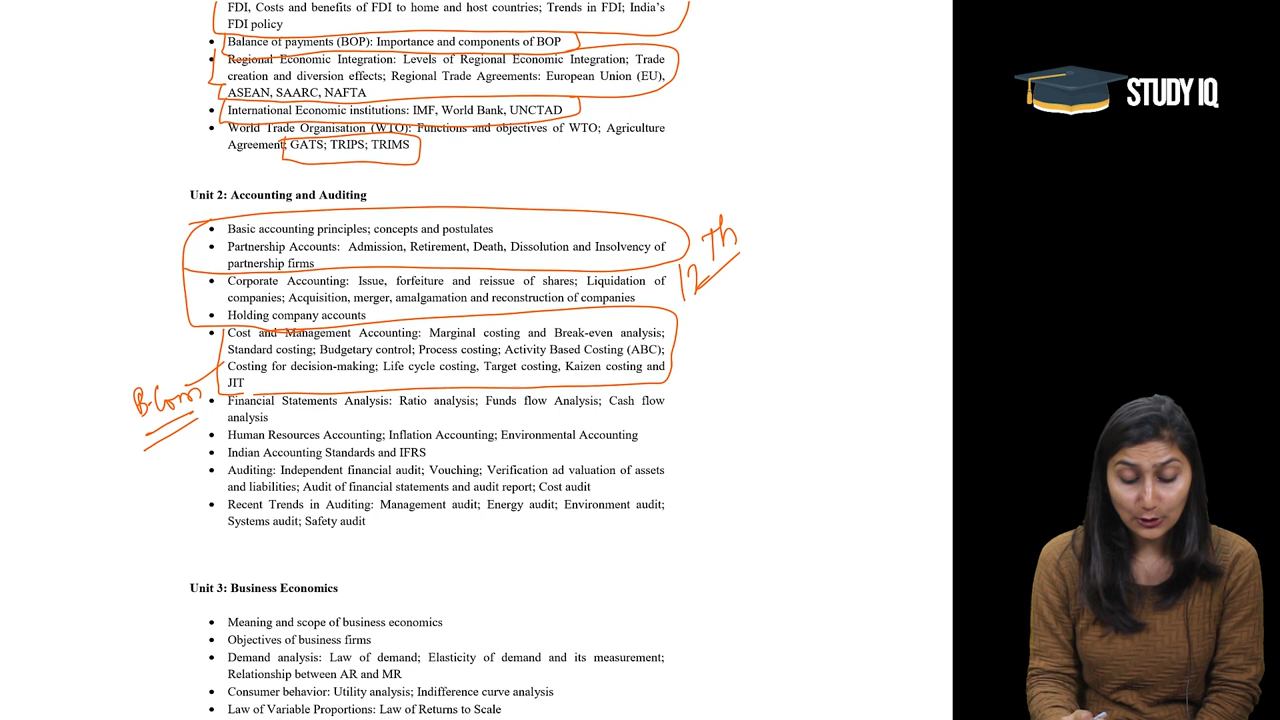 FDI, Costs and benefits of FDI to home and host countries; Trends in FDI; India's
FDI policy
• Balance of payments (BOP): Importance and components of BOP
• Regional Economic Integration: Levels of Regional Economic Integration; Trade
creation and diversion effects; Regional Trade Agreements: European Union (EU),
ASEAN, SAARC, NAFTA
• International Economic institutions: IMF, World Bank, UNCTAD
• World Trade Organisation (WTO): Functions and objectives of WTO; Agriculture
Agreement; GATS; TRIPS; TRIMS
STUDY IQ
Unit 2: Accounting and Auditing
• Basic accounting principles; concepts and postulates
• Partnership Accounts: Admission, Retirement, Death, Dissolution and Insolvency of
partnership firms
12th
• Corporate Accounting: Issue, forfeiture and reissue of shares; Liquidation of
companies; Acquisition, merger, amalgamation and reconstruction of companies
• Holding company accounts
• Cost and Management Accounting: Marginal costing and Break-even analysis;
Standard costing; Budgetary control; Process costing; Activity Based Costing (ABC);
Costing for decision-making; Life cycle costing, Target costing, Kaizen costing and
JIT
B.Com
• Financial Statements Analysis: Ratio analysis; Funds flow Analysis; Cash flow
analysis
• Human Resources Accounting; Inflation Accounting; Environmental Accounting
• Indian Accounting Standards and IFRS
• Auditing: Independent financial audit; Vouching; Verification ad valuation of assets
and liabilities; Audit of financial statements and audit report; Cost audit
• Recent Trends in Auditing: Management audit; Energy audit; Environment audit;
Systems audit; Safety audit
Unit 3: Business Economics
• Meaning and scope of business economics
• Objectives of business firms
• Demand analysis: Law of demand; Elasticity of demand and its measurement;
Relationship between AR and MR
• Consumer behavior: Utility analysis; Indifference curve analysis
• Law of Variable Proportions: Law of Returns to Scale